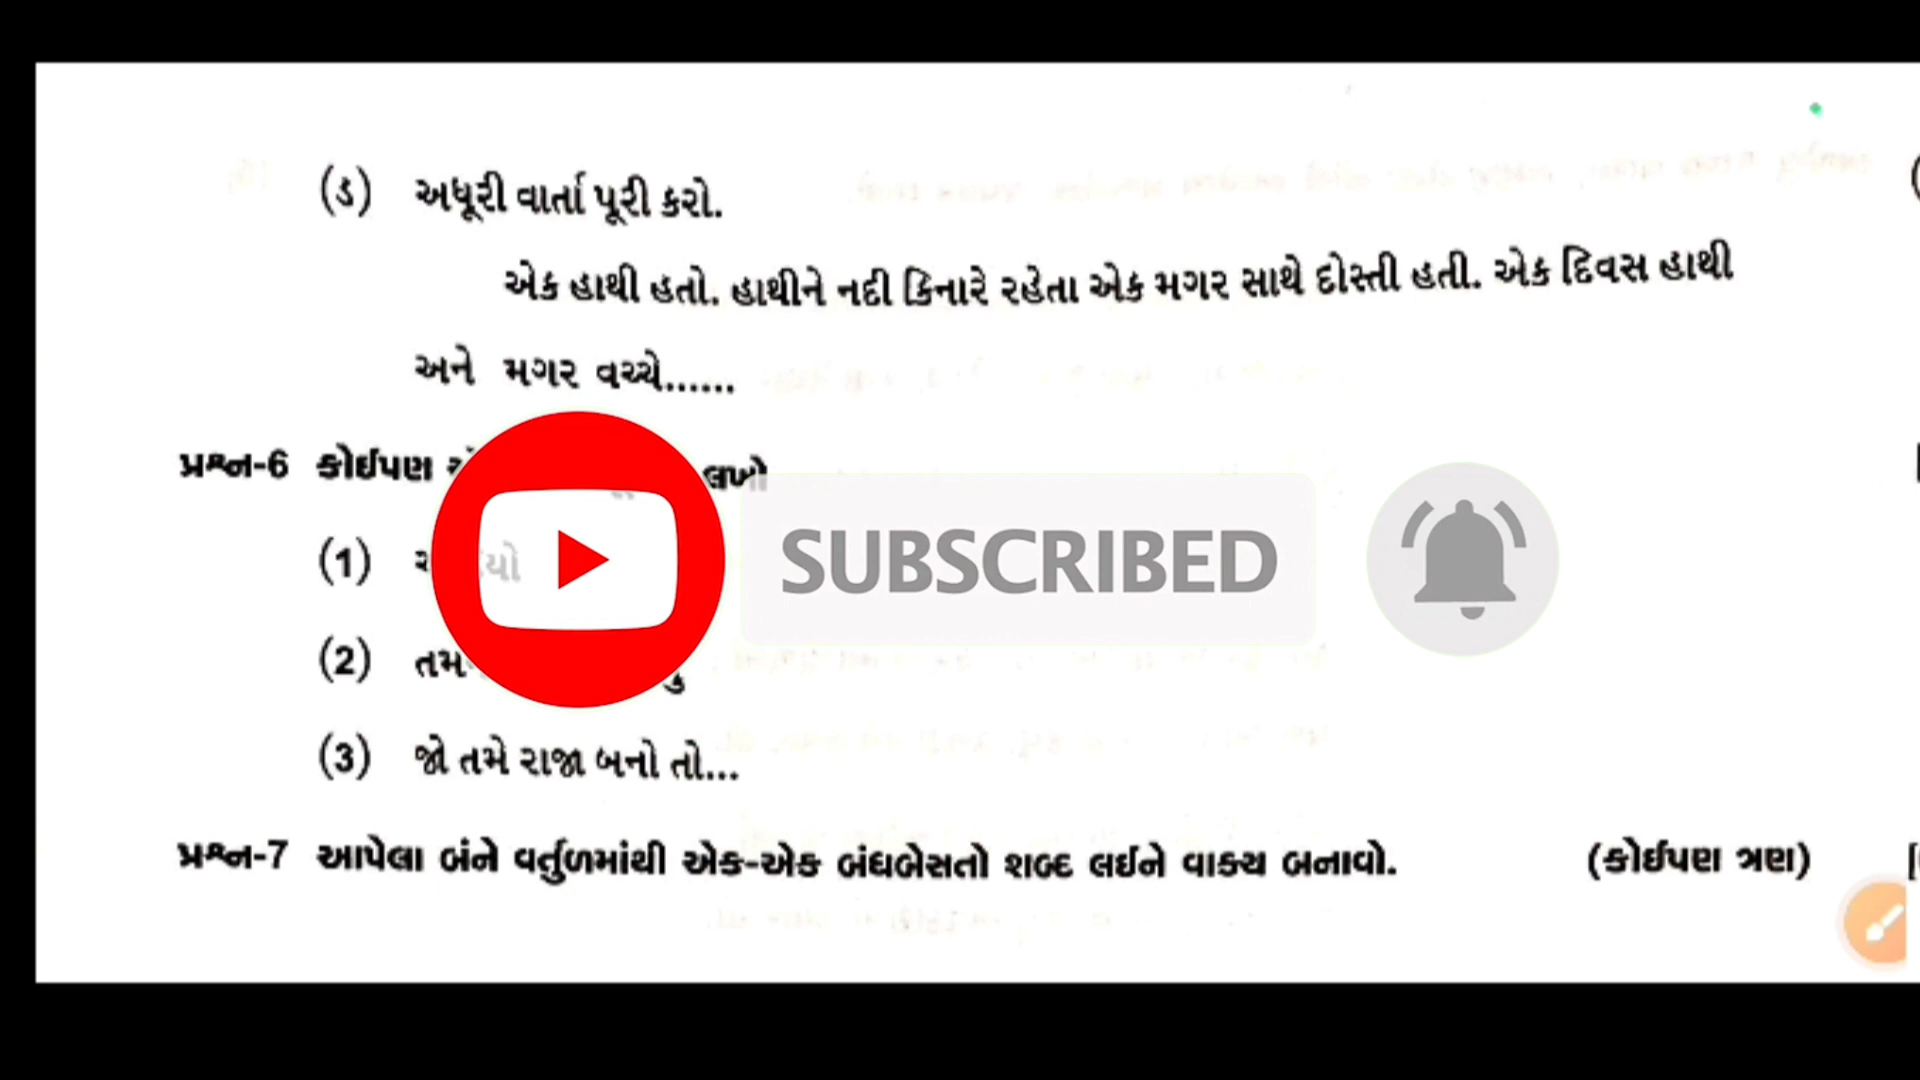 (ડ) અધૂરી વાર્તા પૂરી કરો.
એક હાથી હતો. હાથીને નદી કિનારે રહેતા એક મગર સાથે દોસ્તી હતી. એક દિવસ હાથી
અને મગર વચ્ચે......
પ્રશ્ન-6 કોઈપણ લખો
(1)
(2)
(3) જો તમે રાજા બનો તો...
પ્રશ્ન-7 આપેલા બંને વર્તુળમાંથી એક-એક બંધબેસતો શબ્દ લઈને વાક્ય બનાવો. (કોઈપણ ત્રણ)
SUBSCRIBED